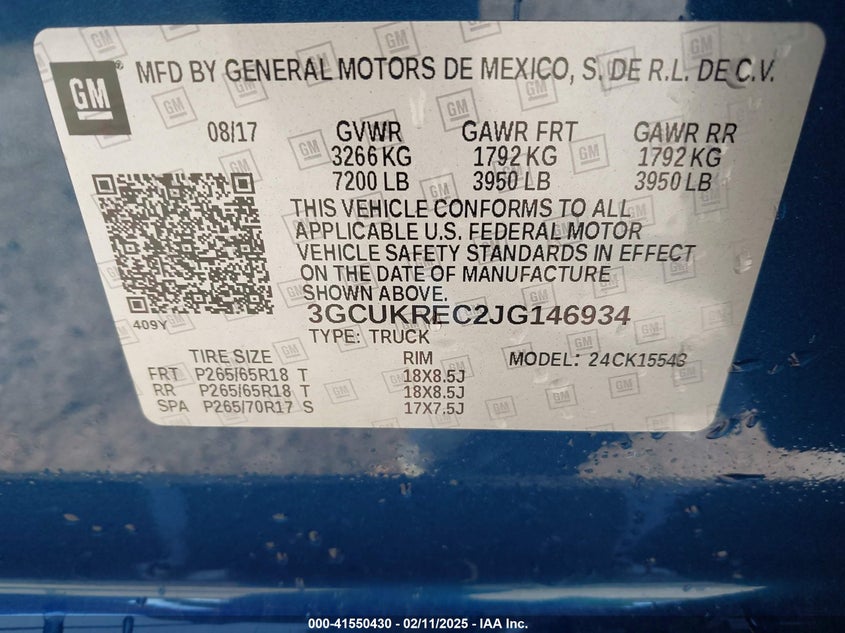 GM
MFD BY GENERAL MOTORS DE MEXICO, S. DE R.L. DE C.V.
08/17 GVWR GAWR FRT GAWR RR
3266 KG 1792 KG 1792 KG
7200 LB 3950 LB 3950 LB
THIS VEHICLE CONFORMS TO ALL
APPLICABLE U.S. FEDERAL MOTOR
VEHICLE SAFETY STANDARDS IN EFFECT
ON THE DATE OF MANUFACTURE
SHOWN ABOVE.
3GCUKREC2JG146934
409Y
TYPE: TRUCK
TIRE SIZE RIM MODEL: 24CK15543
FRT P265/65R18 T 18X8.5J
RR P265/65R18 T 18X8.5J
SPA P265/70R17 S 17X7.5J
000-41550430 - 02/11/2025 - IAA Inc.